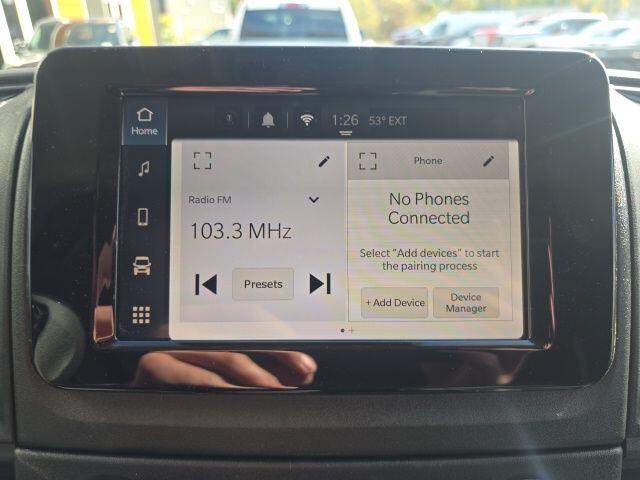 1:26 53° EXT
Home
Phone
Radio FM
103.3 MHz
Presets
No Phones
Connected
Select "Add devices" to start
the pairing process
+ Add Device
Device
Manager